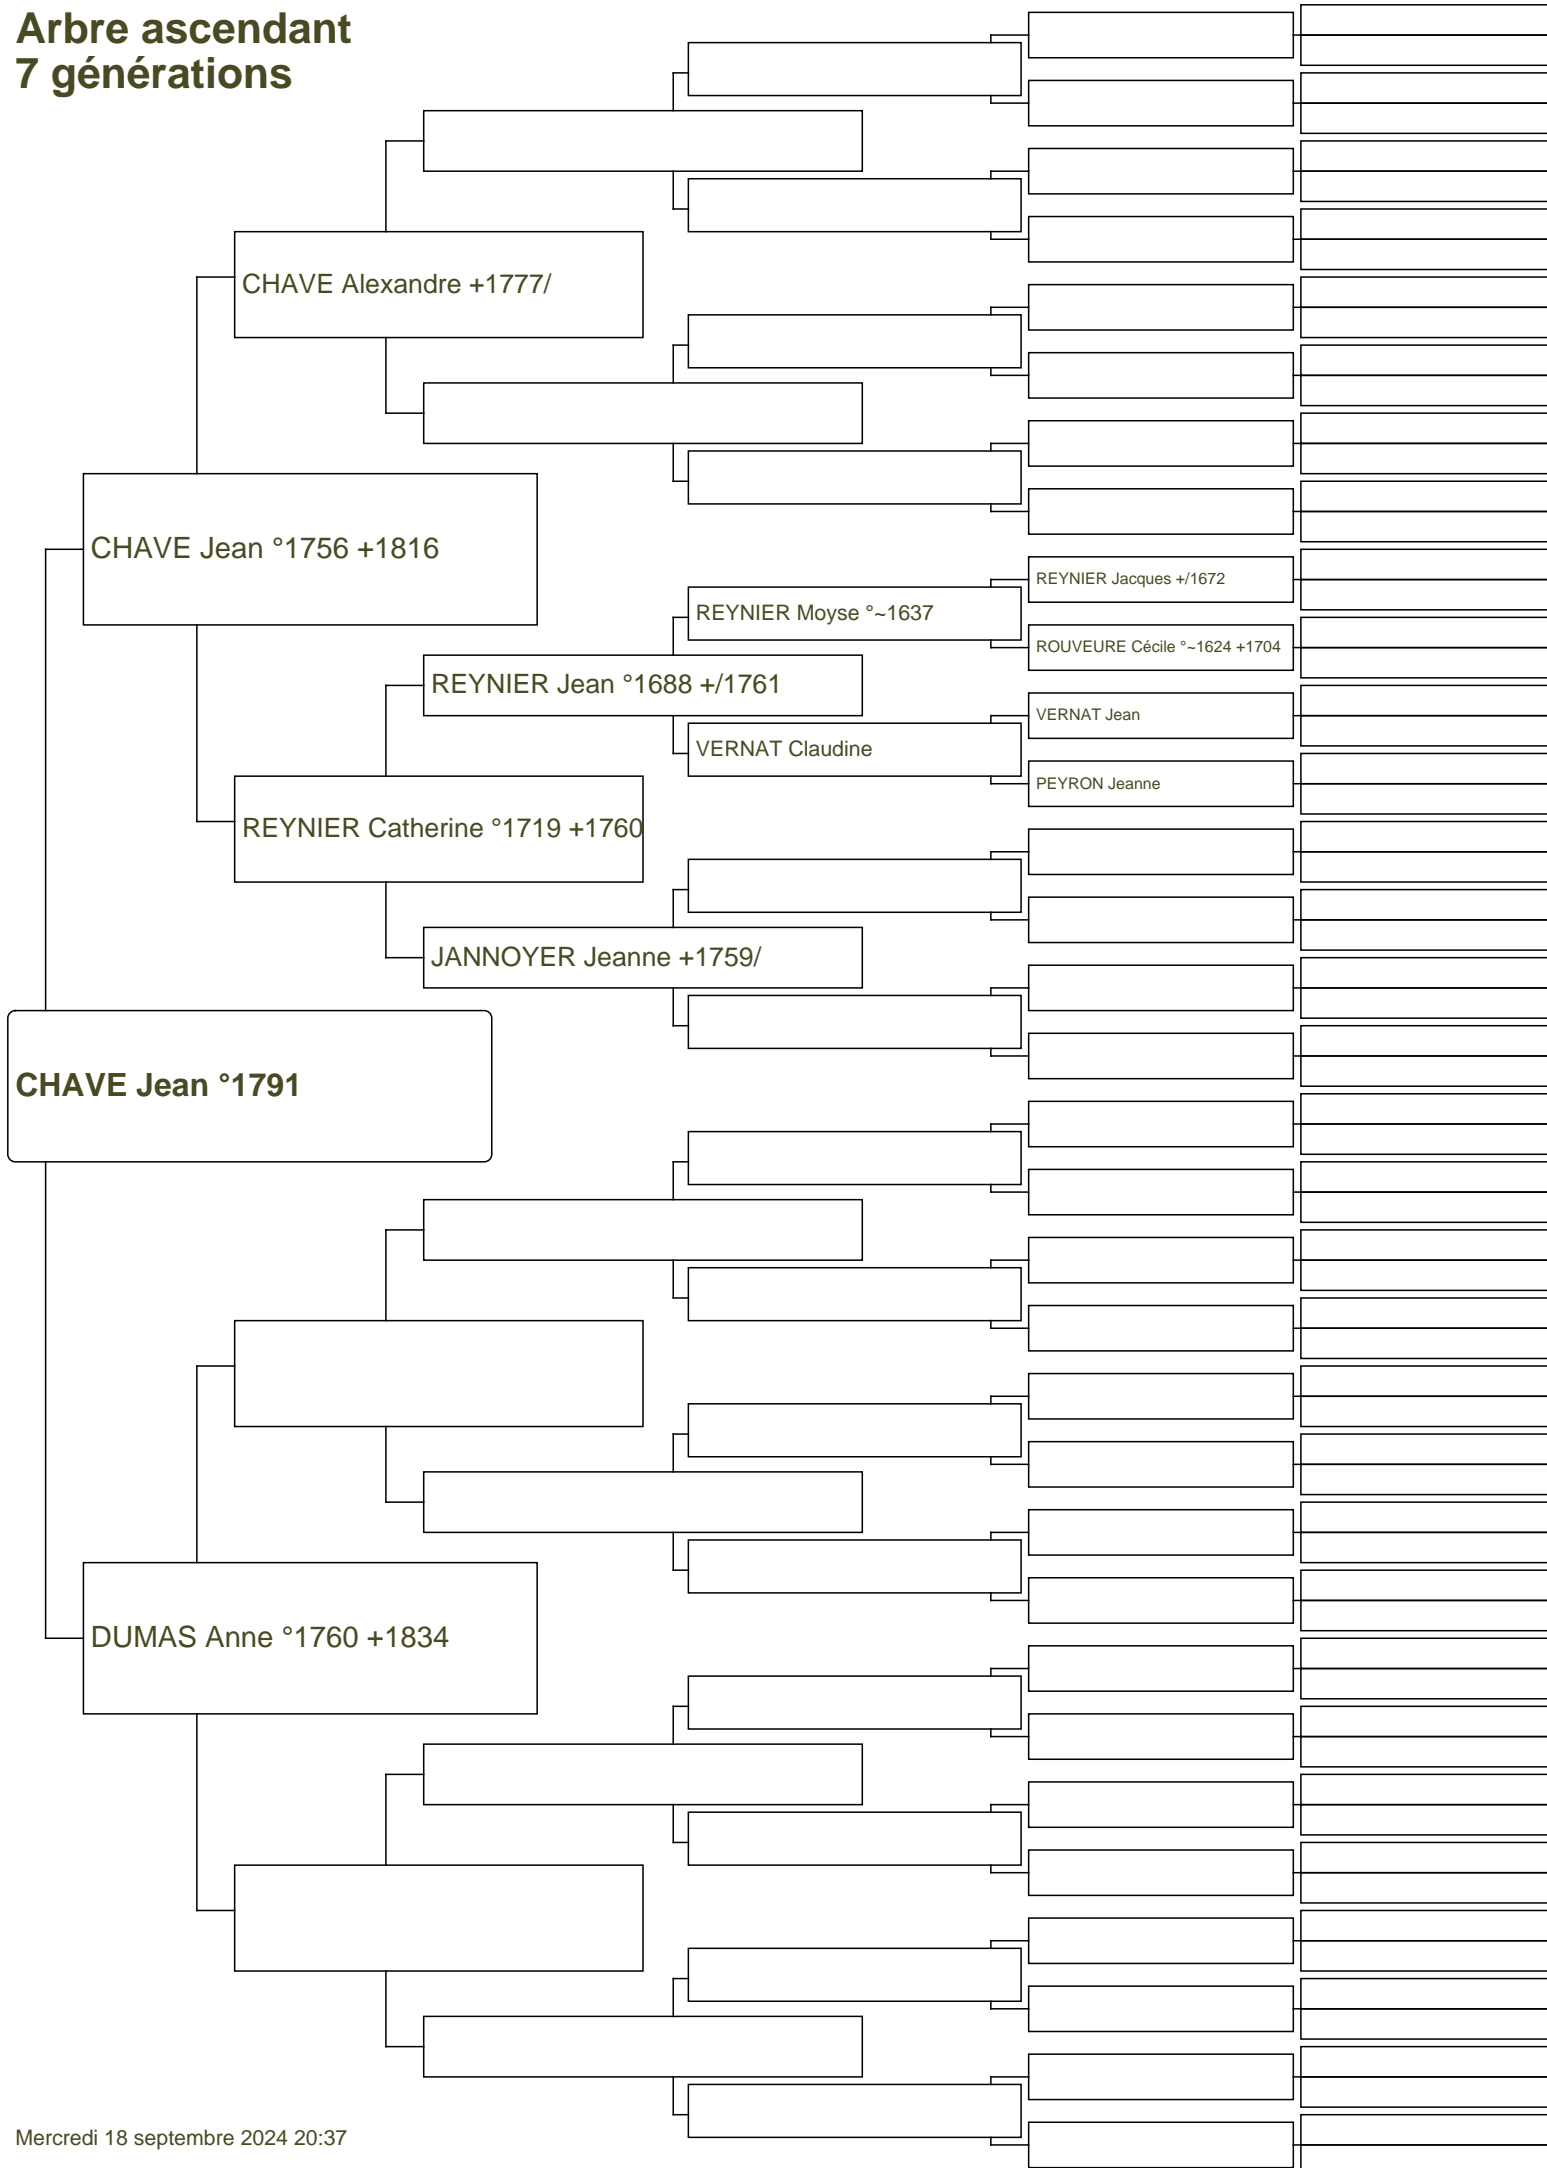 Arbre ascendant
7 générations
CHAVE Alexandre +1777/
CHAVE Jean °1756 +1816
REYNIER Jacques +/1672
REYNIER Moyse °~1637
ROUVEURE Cécile °~1624 +1704
REYNIER Jean °1688 +/1761
VERNAT Jean
VERNAT Claudine
PEYRON Jeanne
REYNIER Catherine °1719 +1760
JANNOYER Jeanne +1759/
CHAVE Jean °1791
DUMAS Anne °1760 +1834
Mercredi 18 septembre 2024 20:37